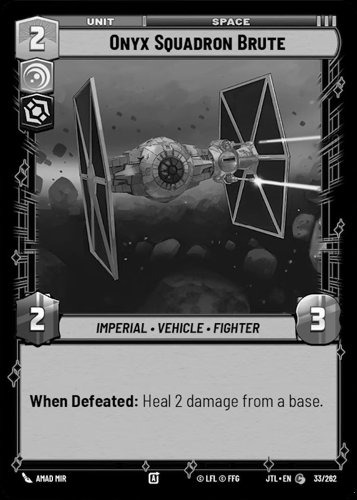 UNIT SPACE
2 ONYX SQUADRON BRUTE
2 3
IMPERIAL • VEHICLE • FIGHTER
When Defeated: Heal 2 damage from a base.
AMAD MIR © LFL © FFG JTL • EN C 33/262